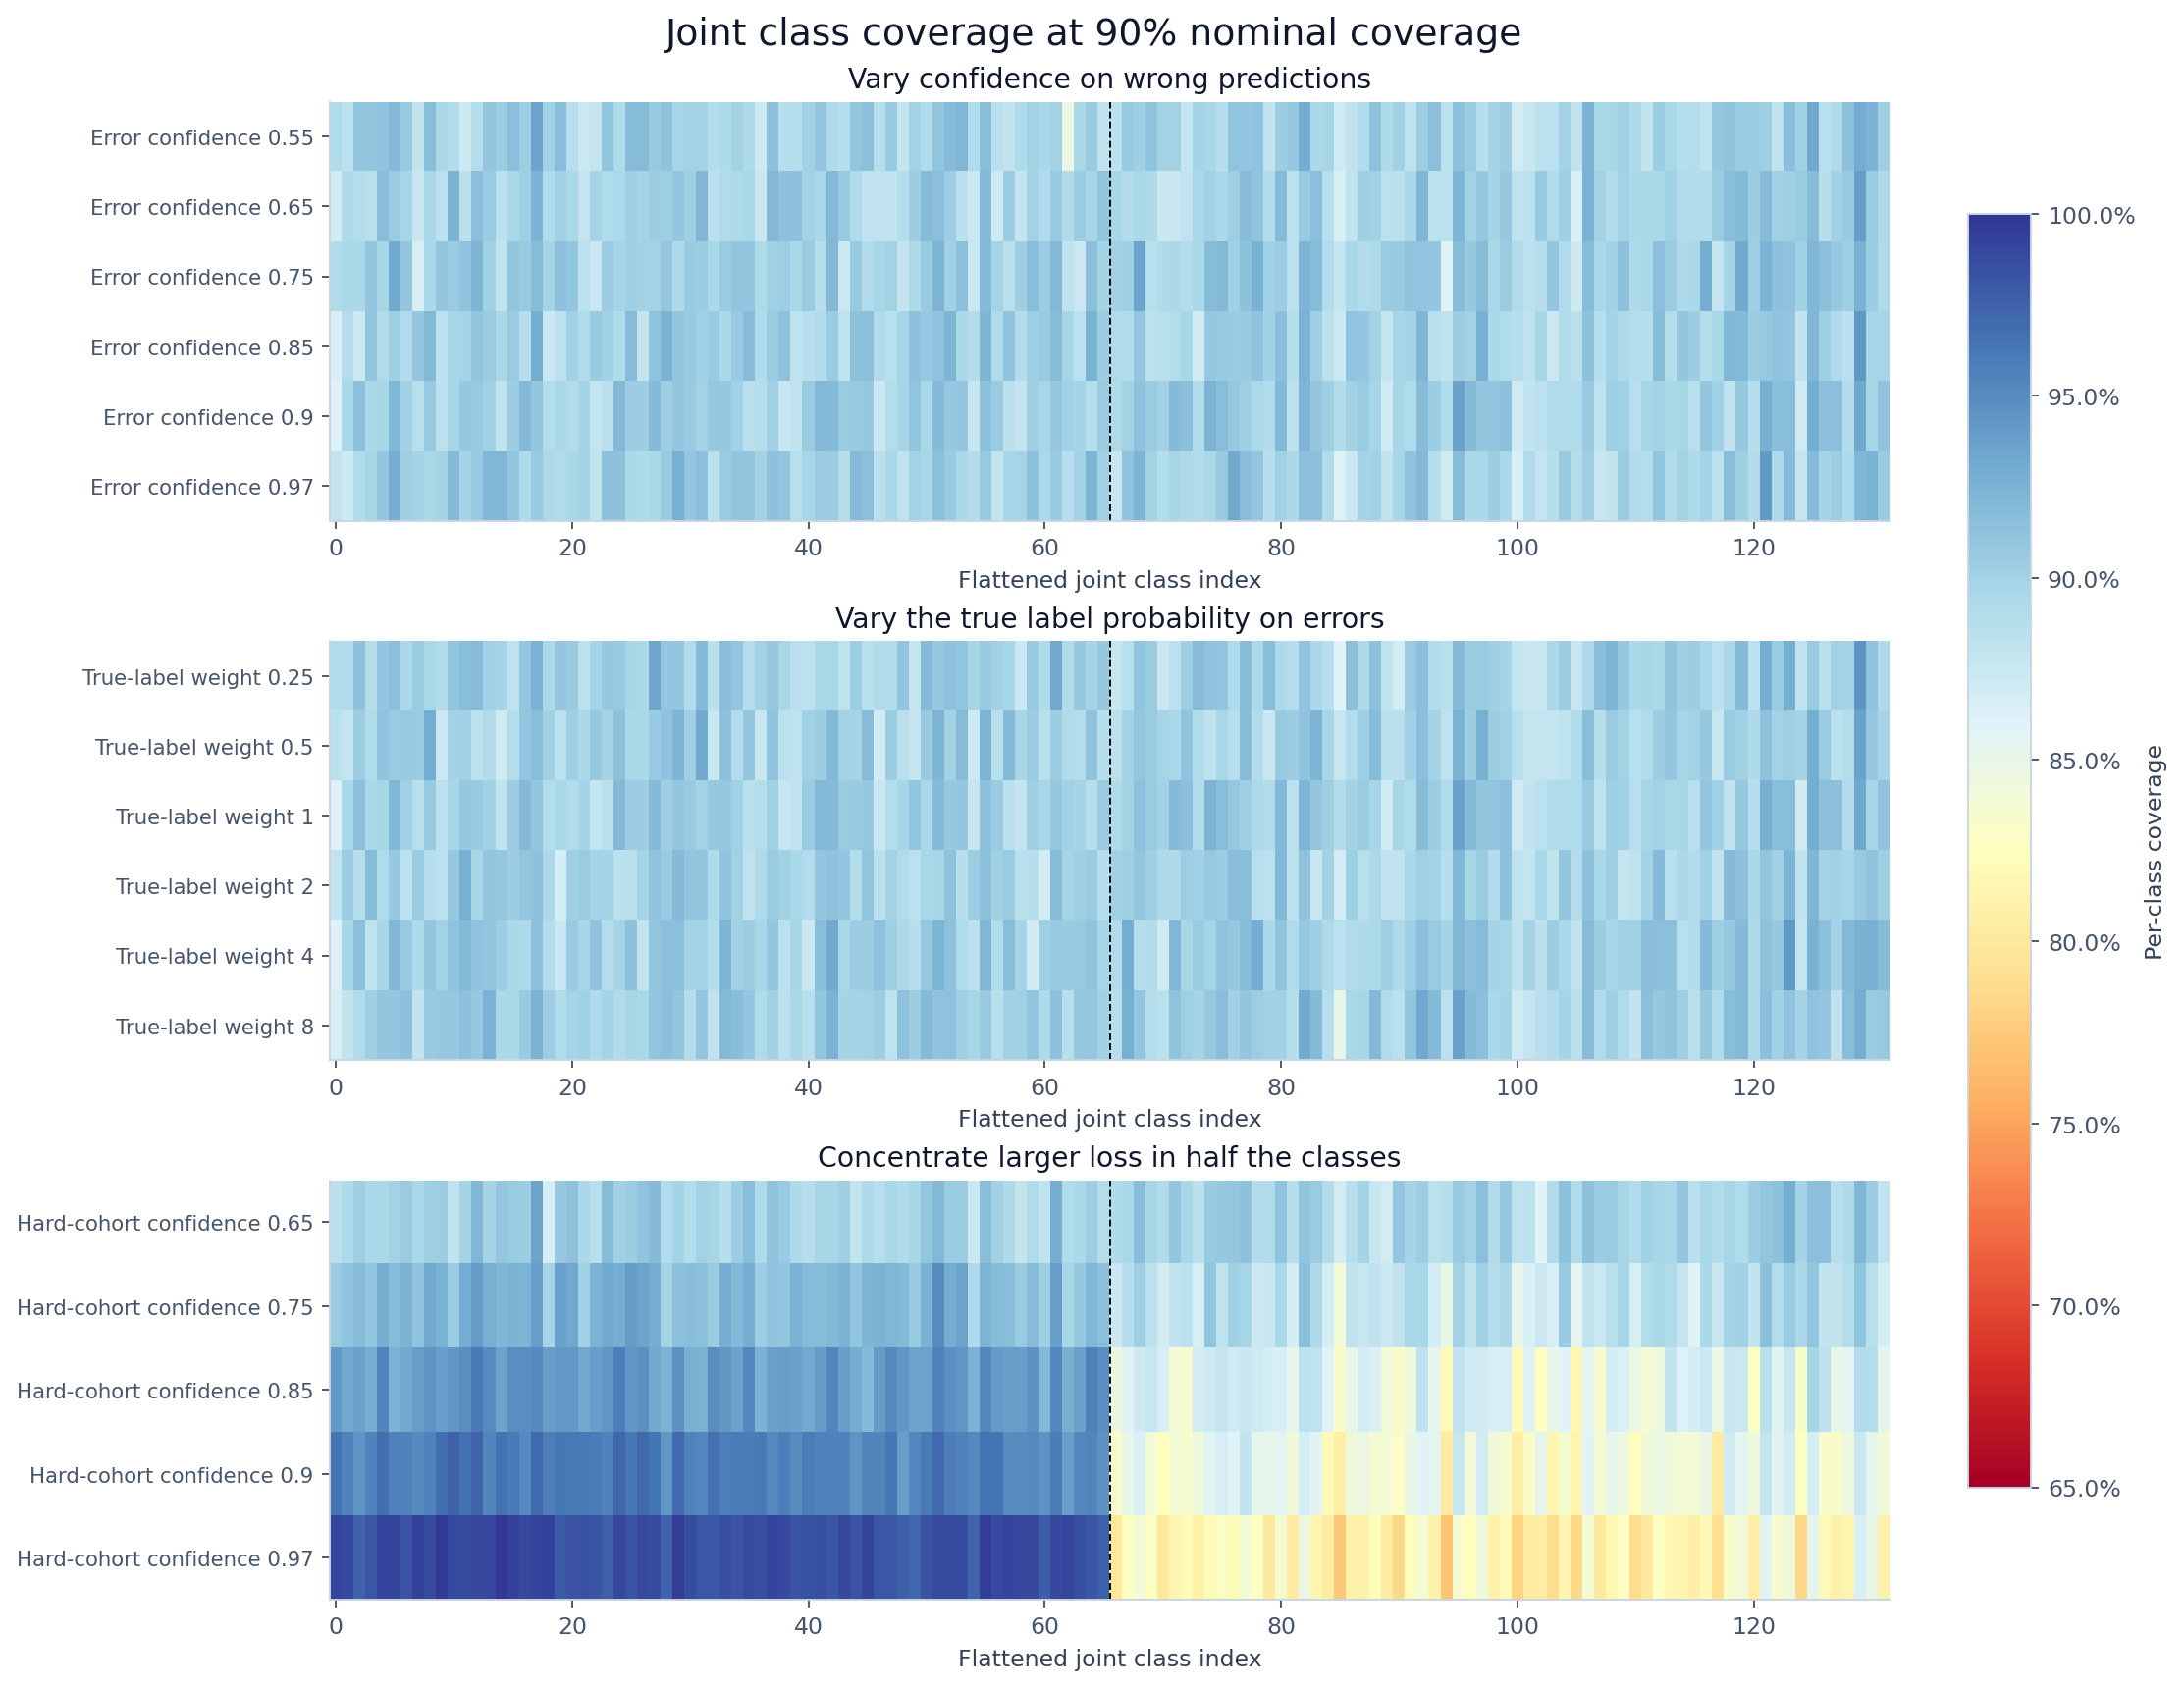 Joint class coverage at 90% nominal coverage
Vary confidence on wrong predictions
Error confidence 0.55
Error confidence 0.65
Error confidence 0.75
Error confidence 0.85
Error confidence 0.9
Error confidence 0.97
0 20 40 60 80 100 120
Flattened joint class index
Vary the true label probability on errors
True-label weight 0.25
True-label weight 0.5
True-label weight 1
True-label weight 2
True-label weight 4
True-label weight 8
0 20 40 60 80 100 120
Flattened joint class index
Concentrate larger loss in half the classes
Hard-cohort confidence 0.65
Hard-cohort confidence 0.75
Hard-cohort confidence 0.85
Hard-cohort confidence 0.9
Hard-cohort confidence 0.97
0 20 40 60 80 100 120
Flattened joint class index
100.0%
95.0%
90.0%
85.0%
80.0%
75.0%
70.0%
65.0%
Per-class coverage